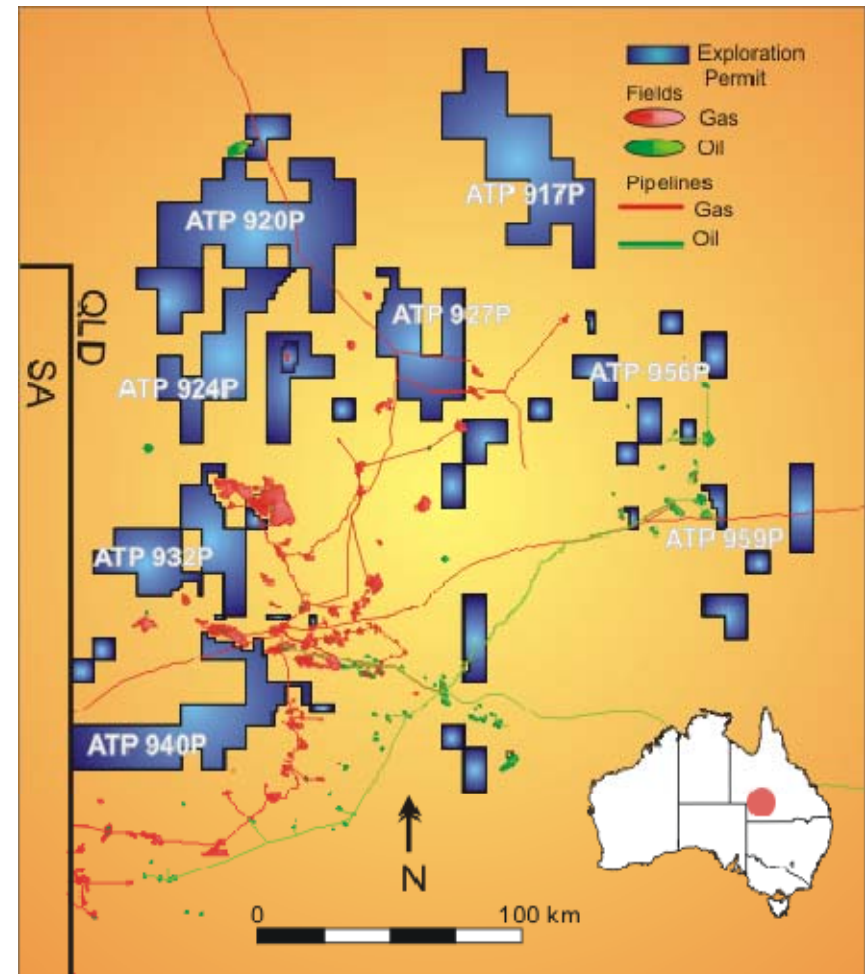 Exploration
Permit
Fields
Gas
Oil
Pipelines
Gas
Oil
ATP 917P
ATP 920P
QLD
SA
ATP 927P
ATP 924P
ATP 956P
ATP 932P
ATP 959P
ATP 940P
N
0 100 km